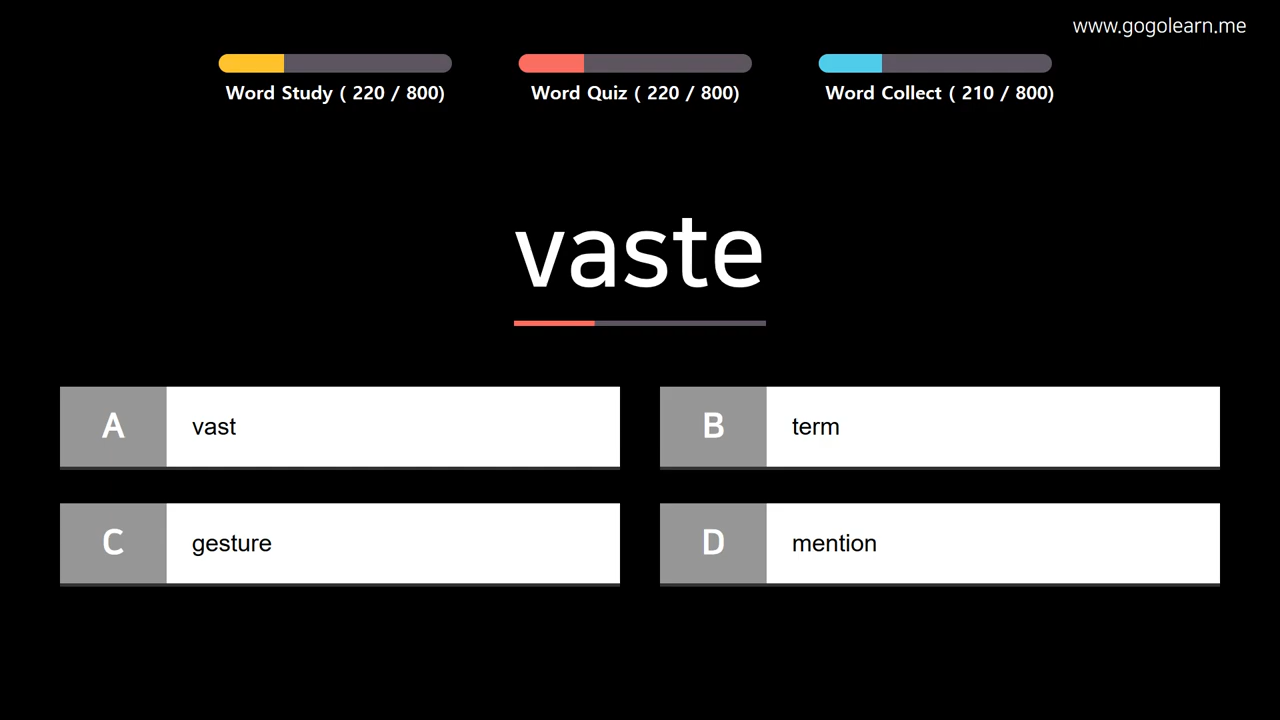 www.gogolearn.me
Word Study ( 220 / 800)
Word Quiz ( 220 / 800)
Word Collect ( 210 / 800)
vaste
A vast
B term
C gesture
D mention